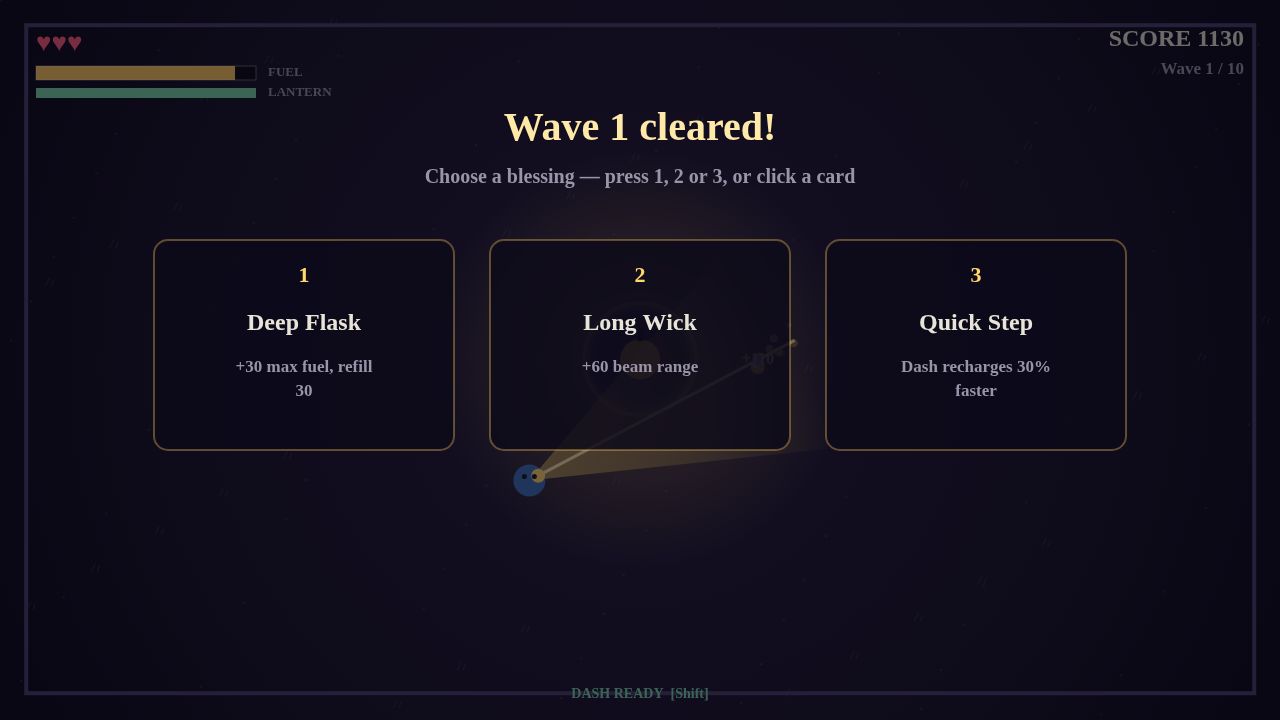 SCORE 1130
FUEL
Wave 1 / 10
LANTERN
Wave 1 cleared!
Choose a blessing — press 1, 2 or 3, or click a card
1
Deep Flask
+30 max fuel, refill
30
2
Long Wick
+60 beam range
3
Quick Step
Dash recharges 30%
faster
DASH READY [Shift]